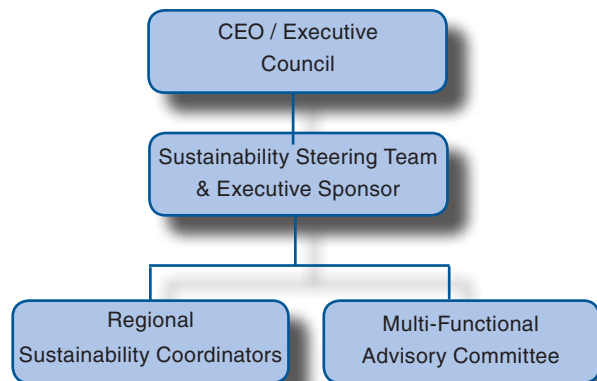 CEO / Executive
Council
Sustainability Steering Team
& Executive Sponsor
Regional
Sustainability Coordinators
Multi-Functional
Advisory Committee